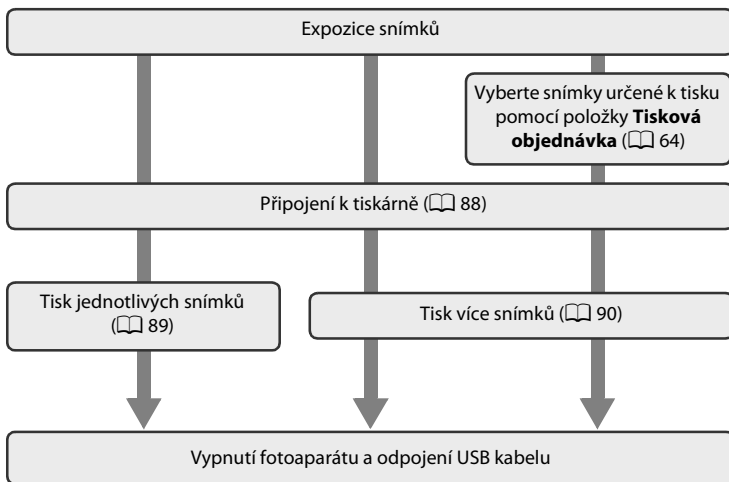 Expozice snímků
Vyberte snímky určené k tisku
pomocí položky Tisková
objednávka (📖 64)
Připojení k tiskárně (📖 88)
Tisk jednotlivých snímků
(📖 89)
Tisk více snímků (📖 90)
Vypnutí fotoaparátu a odpojení USB kabelu